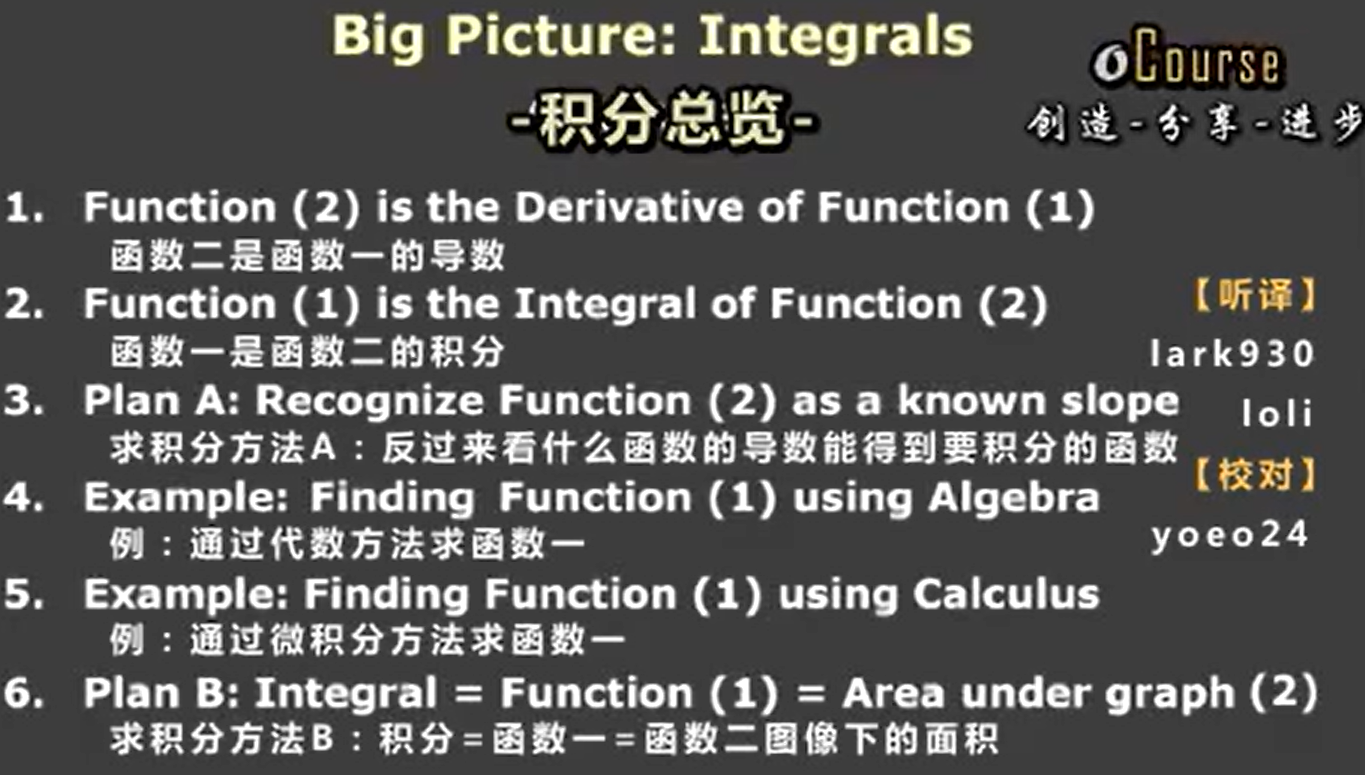 Big Picture: Integrals
-积分总览-
oCourse
创造-分享-进步
1. Function (2) is the Derivative of Function (1)
函数二是函数一的导数
2. Function (1) is the Integral of Function (2)
函数一是函数二的积分
3. Plan A: Recognize Function (2) as a known slope
求积分方法A：反过来看什么函数的导数能得到要积分的函数
4. Example: Finding Function (1) using Algebra
例：通过代数方法求函数一
5. Example: Finding Function (1) using Calculus
例：通过微积分方法求函数一
6. Plan B: Integral = Function (1) = Area under graph (2)
求积分方法B：积分=函数一=函数二图像下的面积
【听译】
lark930
loli
【校对】
yoeo24